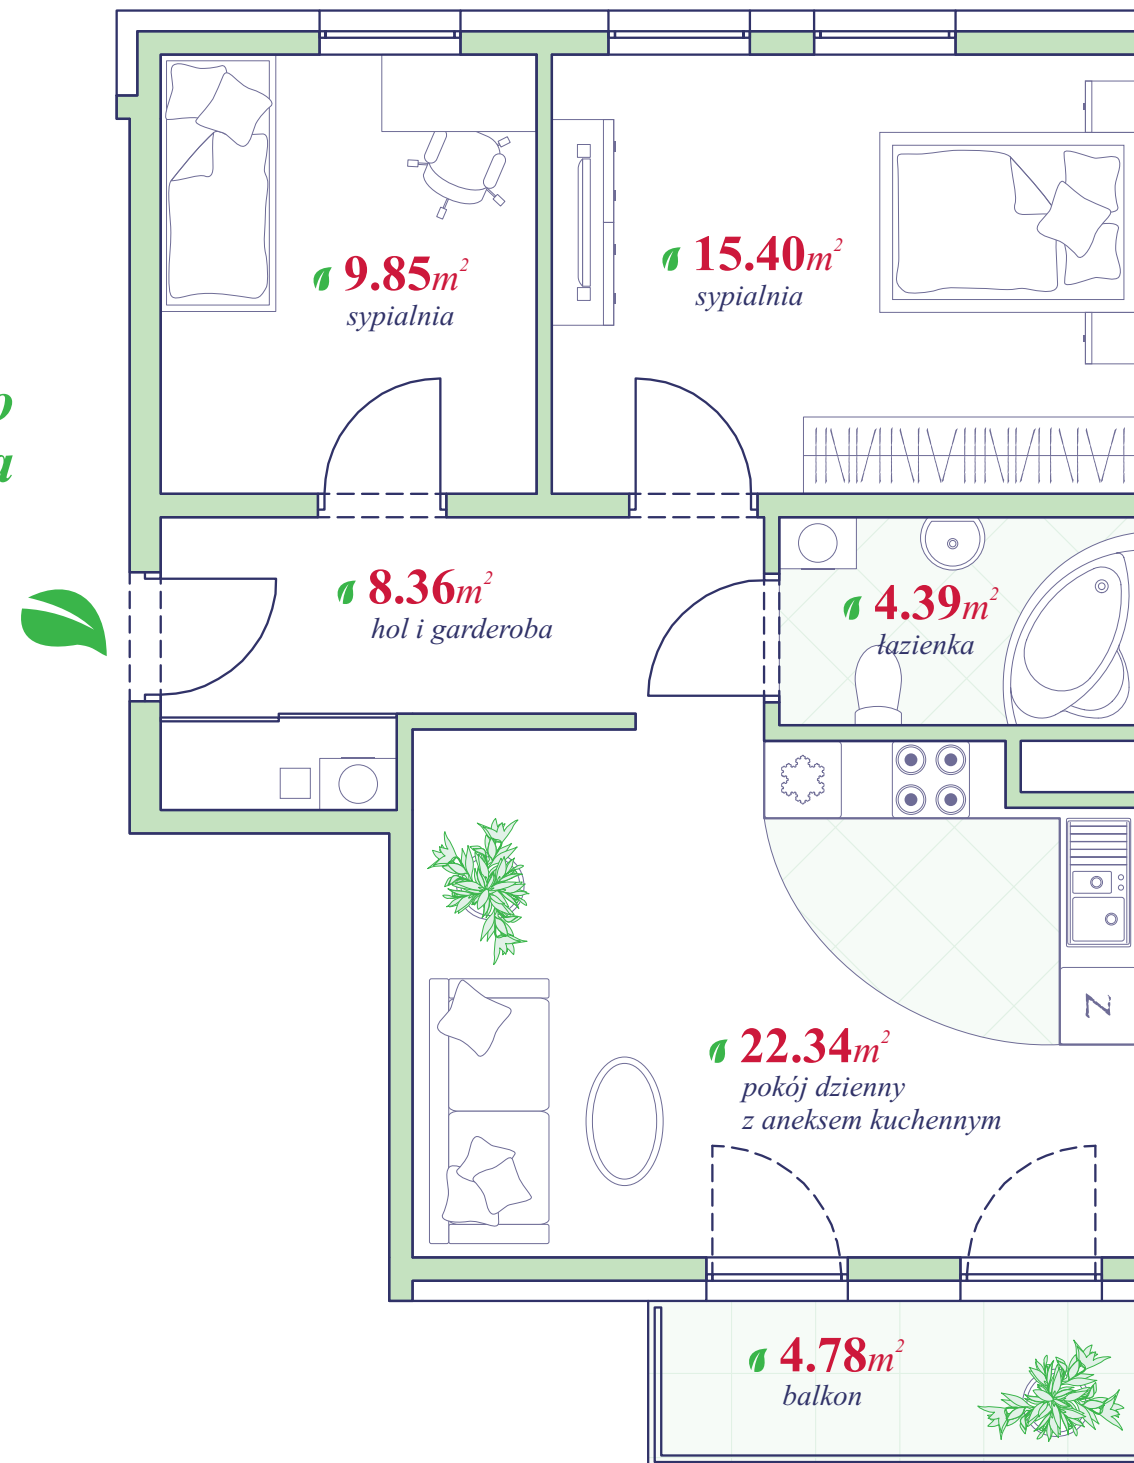 9.85m²
sypialnia
15.40m²
sypialnia
8.36m²
hol i garderoba
4.39m²
łazienka
22.34m²
pokój dzienny
z aneksem kuchennym
Z
4.78m²
balkon